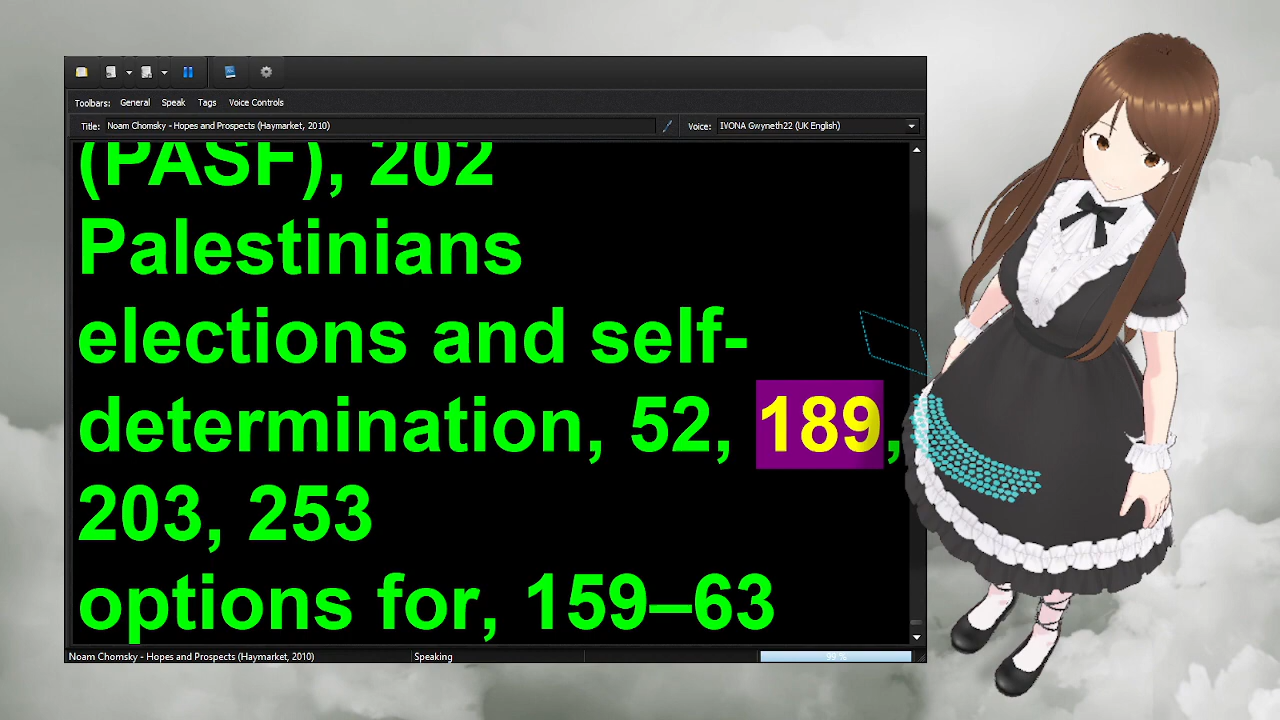 Toolbars: General Speak Tags Voice Controls
Title: Noam Chomsky - Hopes and Prospects (Haymarket, 2010) Voice: IVONA Gwyneth22 (UK English)
(PASF), 202
Palestinians
elections and self-
determination, 52, 189,
203, 253
options for, 159–63
Noam Chomsky - Hopes and Prospects (Haymarket, 2010) Speaking 99 %